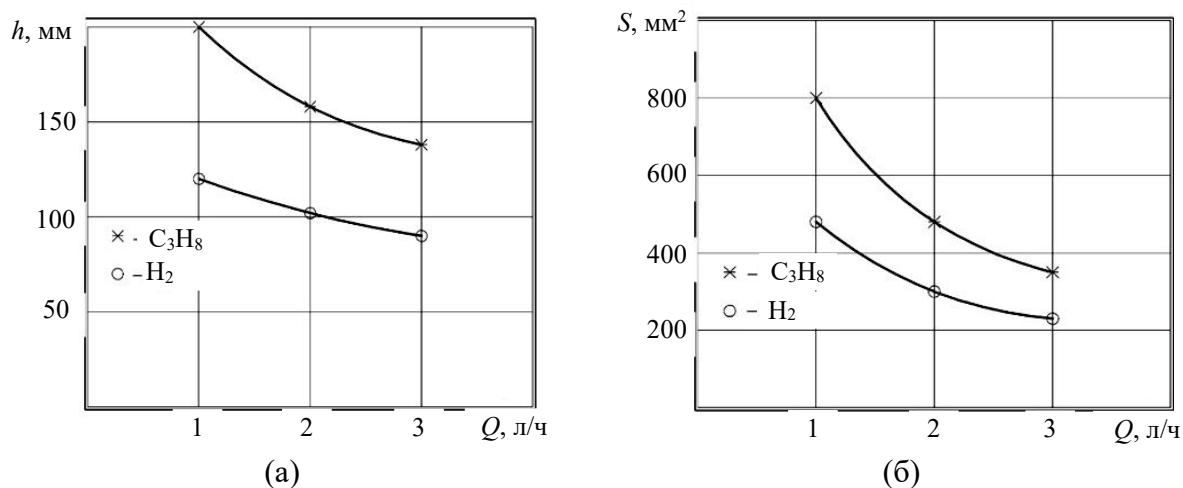 h, мм
150
100
50
× - C₃H₈
○ – H₂
1 2 3 Q, л/ч
(а)
S, мм²
800
600
400
200
× – C₃H₈
○ – H₂
1 2 3 Q, л/ч
(б)